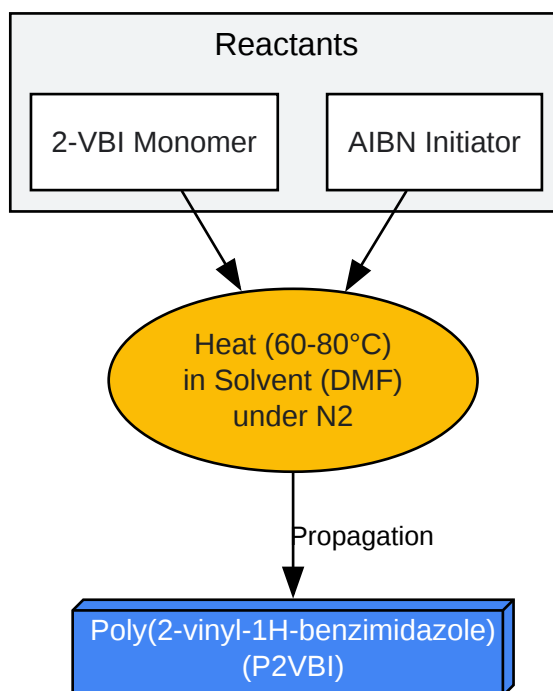 Reactants
2-VBI Monomer
AIBN Initiator
Heat (60-80°C)
in Solvent (DMF)
under N2
Propagation
Poly(2-vinyl-1H-benzimidazole)
(P2VBI)